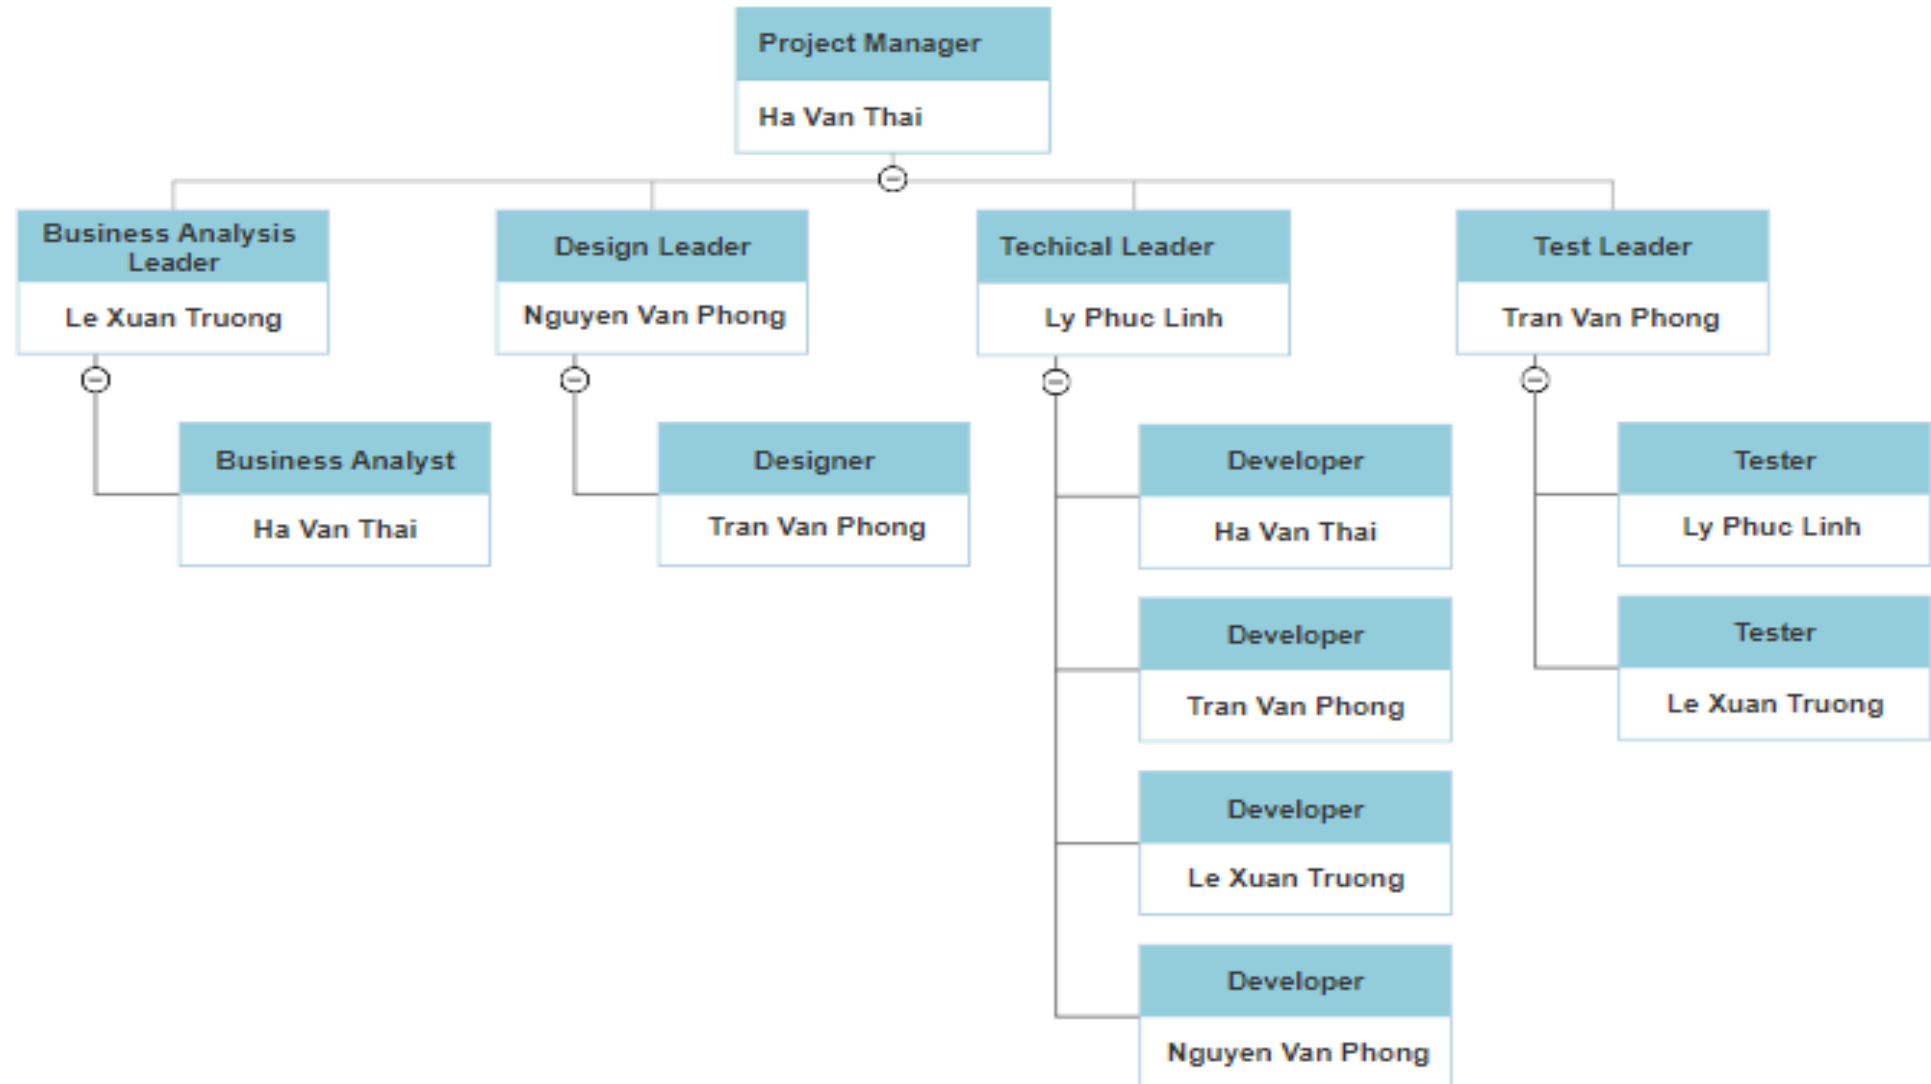 Project Manager
Ha Van Thai
Business Analysis
Leader
Le Xuan Truong
Design Leader
Nguyen Van Phong
Techical Leader
Ly Phuc Linh
Test Leader
Tran Van Phong
Business Analyst
Ha Van Thai
Designer
Tran Van Phong
Developer
Ha Van Thai
Developer
Tran Van Phong
Developer
Le Xuan Truong
Developer
Nguyen Van Phong
Tester
Ly Phuc Linh
Tester
Le Xuan Truong